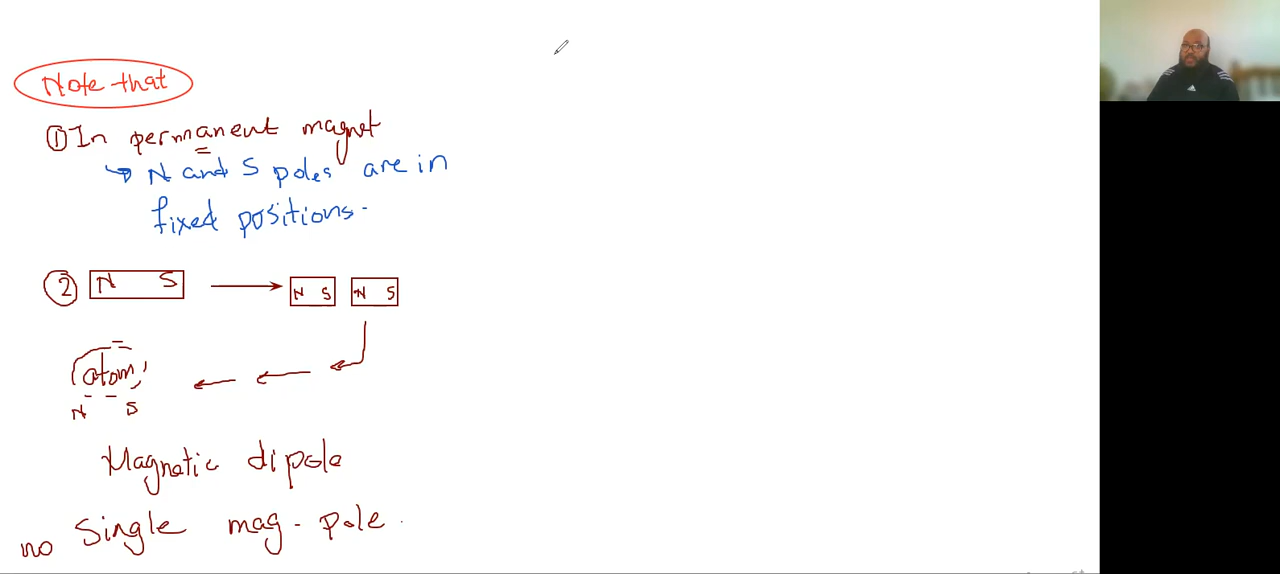 Note that
① In permanent magnet
↳ N and S poles are in
fixed positions.
② N S → N S N S
atom
N S
Magnetic dipole
no Single mag. pole.